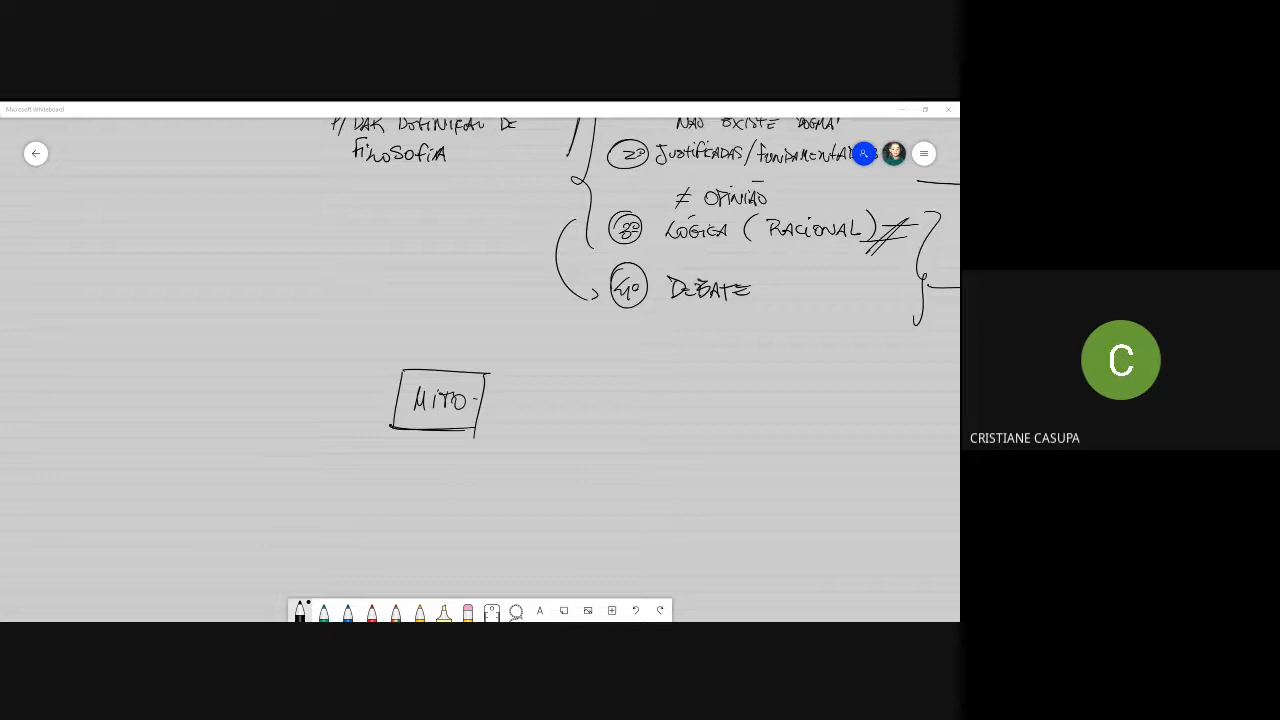 Microsoft Whiteboard
P/ DAR DEFINIÇÃO DE
FILOSOFIA
NÃO EXISTE DOGMA!
2º JUSTIFICADAS/FUNDAMENTADAS
≠ OPINIÃO
3º LÓGICA (RACIONAL) ≠
4º DEBATE
MITO
C
CRISTIANE CASUPA
A